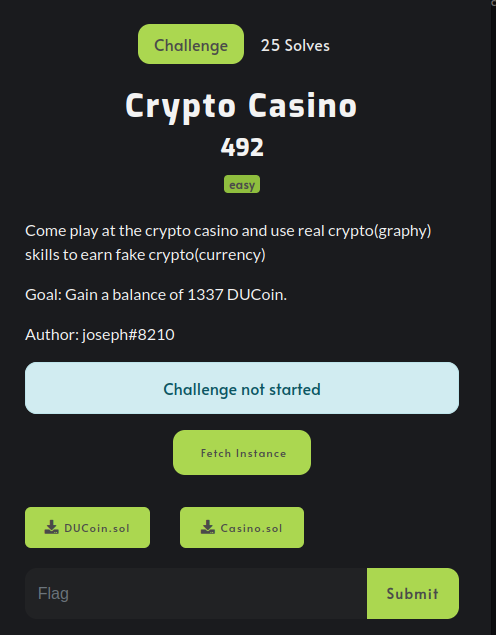 Challenge
25 Solves
Crypto Casino
492
easy
Come play at the crypto casino and use real crypto(graphy)
skills to earn fake crypto(currency)
Goal: Gain a balance of 1337 DUCoin.
Author: joseph#8210
Challenge not started
Fetch Instance
DUCoin.sol
Casino.sol
Flag
Submit